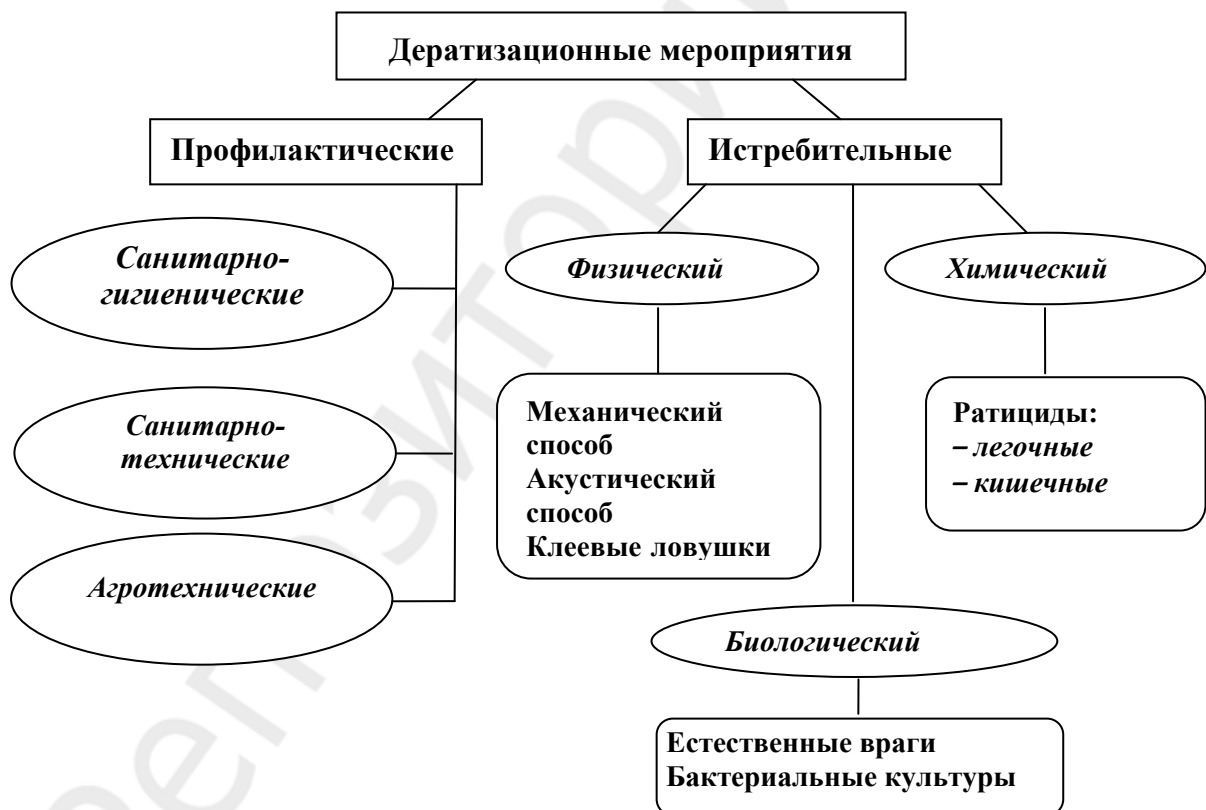 Дератизационные мероприятия
Профилактические
Истребительные
Санитарно-
гигиенические
Физический
Химический
Санитарно-
технические
Механический
способ
Акустический
способ
Клеевые ловушки
Ратициды:
– легочные
– кишечные
Агротехнические
Биологический
Естественные враги
Бактериальные культуры